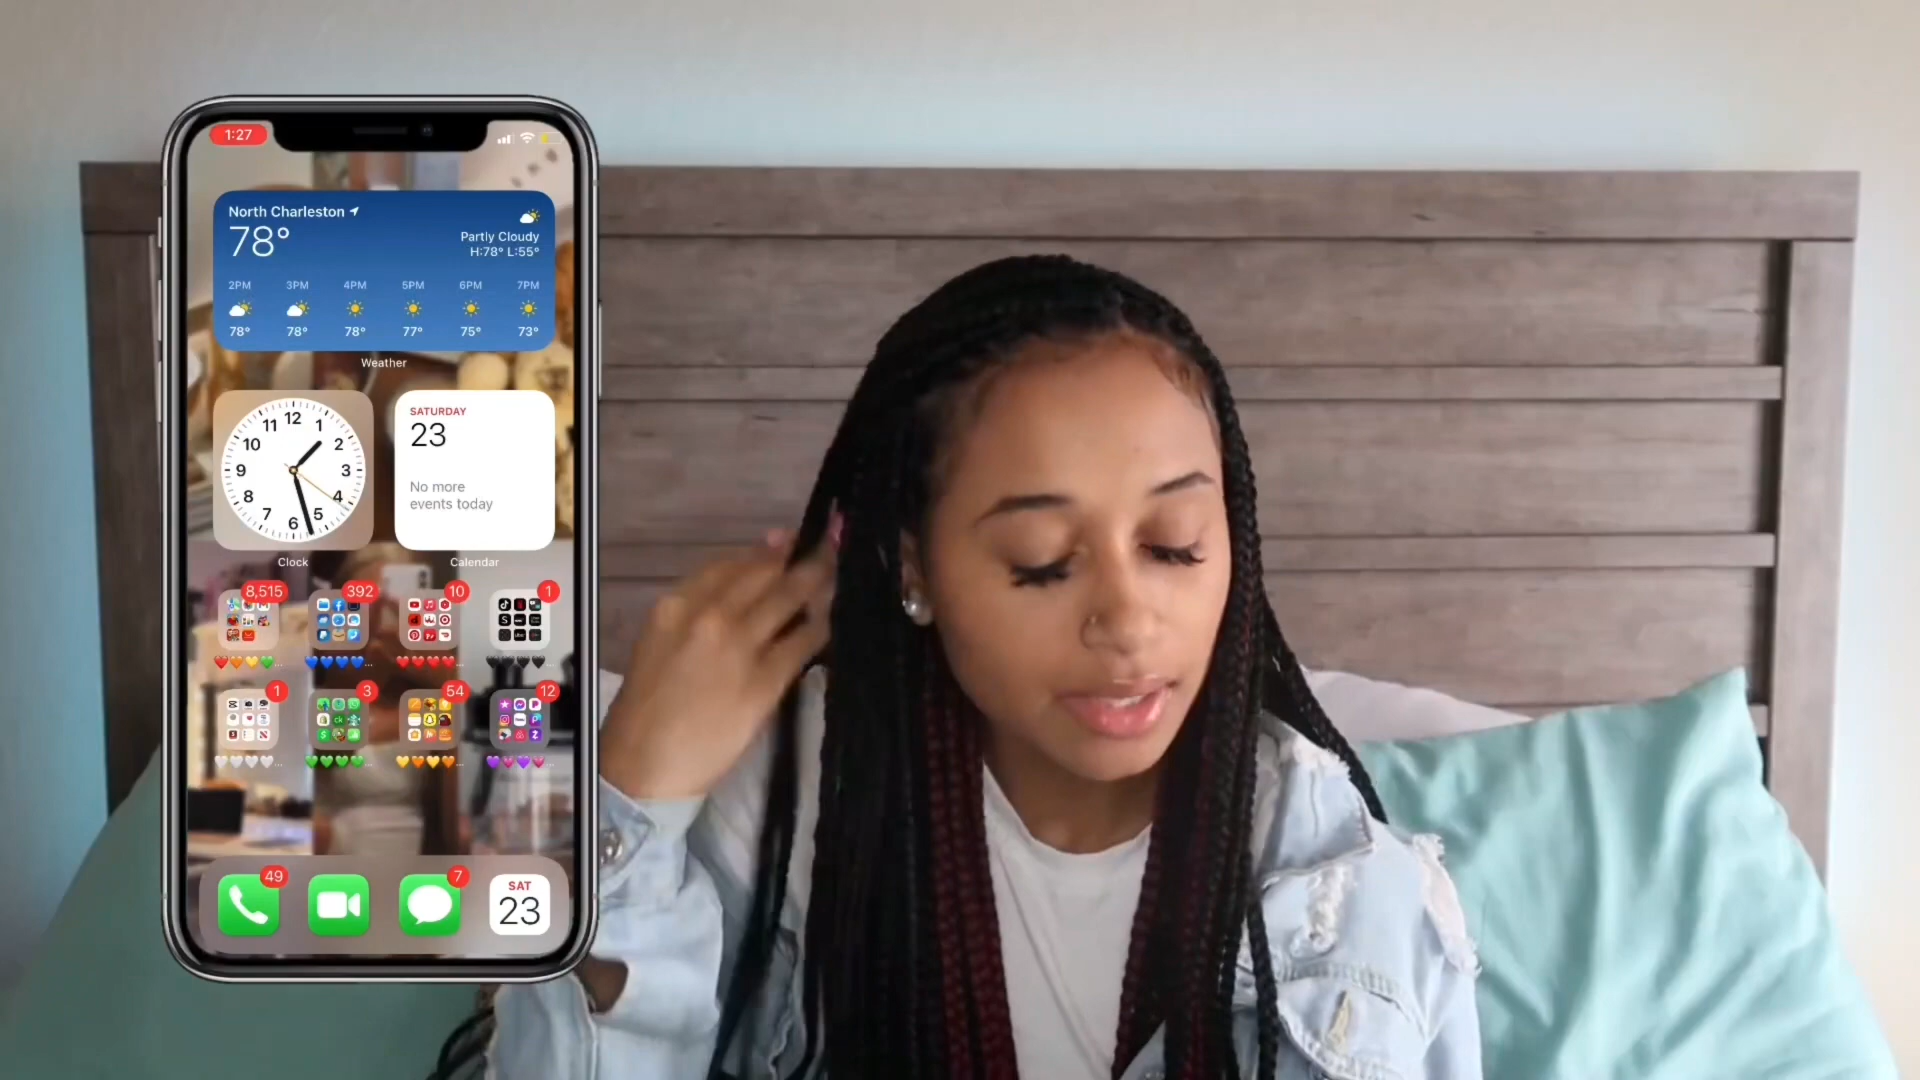 1:27
North Charleston
78°
Partly Cloudy
H:78° L:55°
2PM 3PM 4PM 5PM 6PM 7PM
78° 78° 78° 77° 75° 73°
Weather
12
1
2
3
4
5
6
7
8
9
10
11
SATURDAY
23
No more
events today
Clock
Calendar
8,515 392 10 1
1 3 54 12
49
7
SAT
23